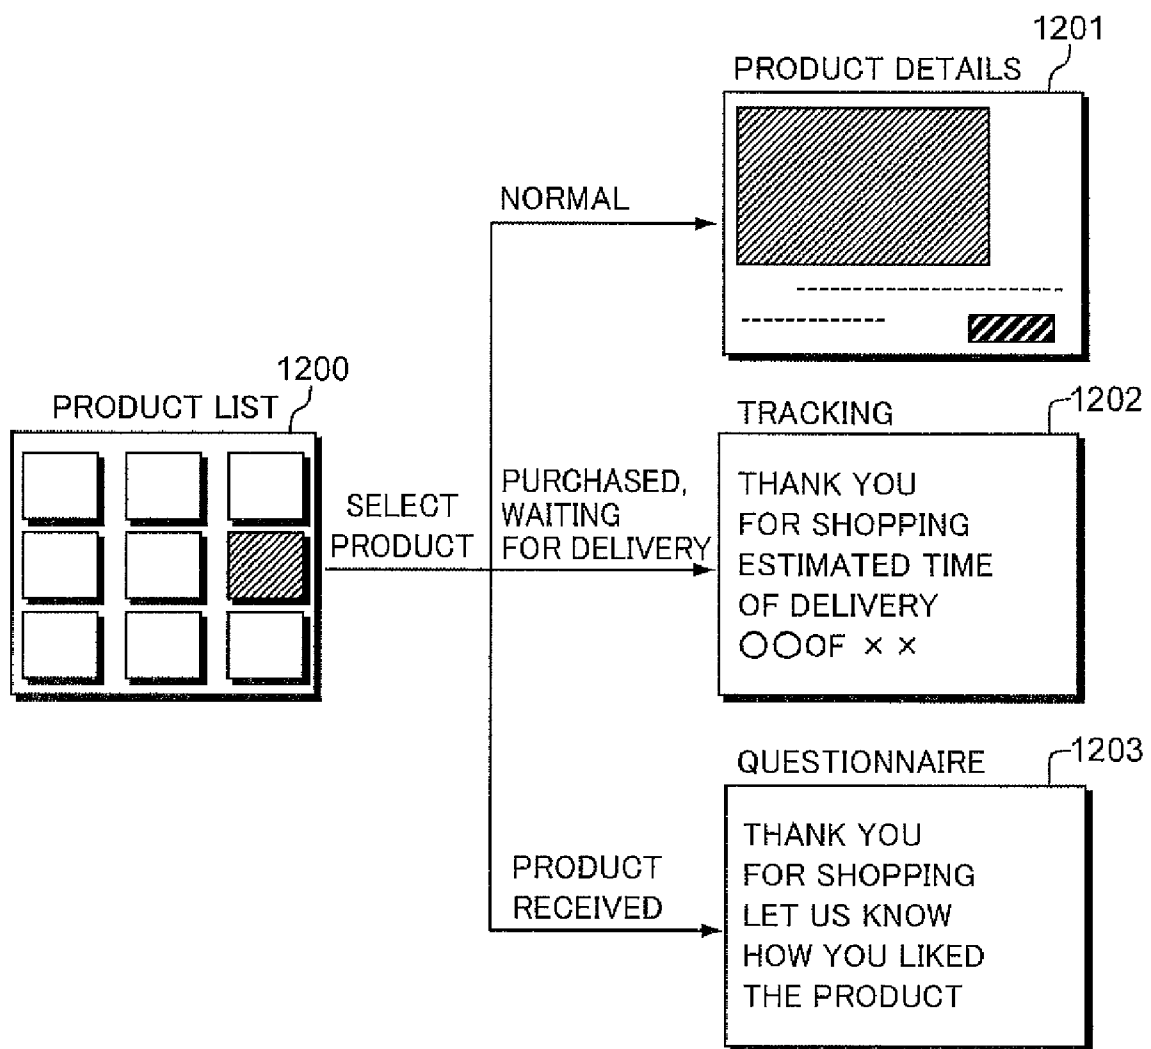 1201
PRODUCT DETAILS
NORMAL
1200
PRODUCT LIST
SELECT
PRODUCT
PURCHASED,
WAITING
FOR DELIVERY
1202
TRACKING
THANK YOU
FOR SHOPPING
ESTIMATED TIME
OF DELIVERY
○○OF × ×
1203
QUESTIONNAIRE
PRODUCT
RECEIVED
THANK YOU
FOR SHOPPING
LET US KNOW
HOW YOU LIKED
THE PRODUCT